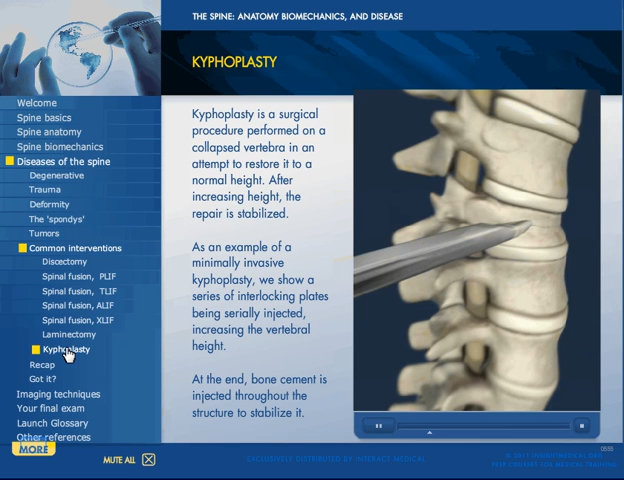 THE SPINE: ANATOMY BIOMECHANICS, AND DISEASE
KYPHOPLASTY
Welcome
Spine basics
Spine anatomy
Spine biomechanics
Diseases of the spine
Degenerative
Trauma
Deformity
The 'spondys'
Tumors
Common interventions
Discectomy
Spinal fusion, PLIF
Spinal fusion, TLIF
Spinal fusion, ALIF
Spinal fusion, XLIF
Laminectomy
Kyphoplasty
Recap
Got it?
Imaging techniques
Your final exam
Launch Glossary
Other references
MORE
Kyphoplasty is a surgical
procedure performed on a
collapsed vertebra in an
attempt to restore it to a
normal height. After
increasing height, the
repair is stabilized.
As an example of a
minimally invasive
kyphoplasty, we show a
series of interlocking plates
being serially injected,
increasing the vertebral
height.
At the end, bone cement is
injected throughout the
structure to stabilize it.
MUTE ALL
EXCLUSIVELY DISTRIBUTED BY INTERACT MEDICAL